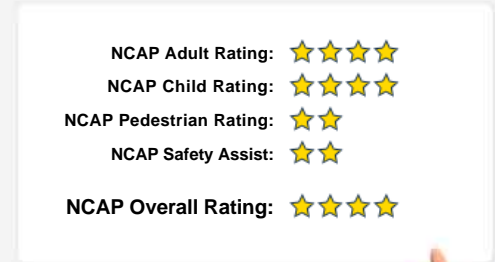 NCAP Adult Rating:
NCAP Child Rating:
NCAP Pedestrian Rating:
NCAP Safety Assist:
NCAP Overall Rating: